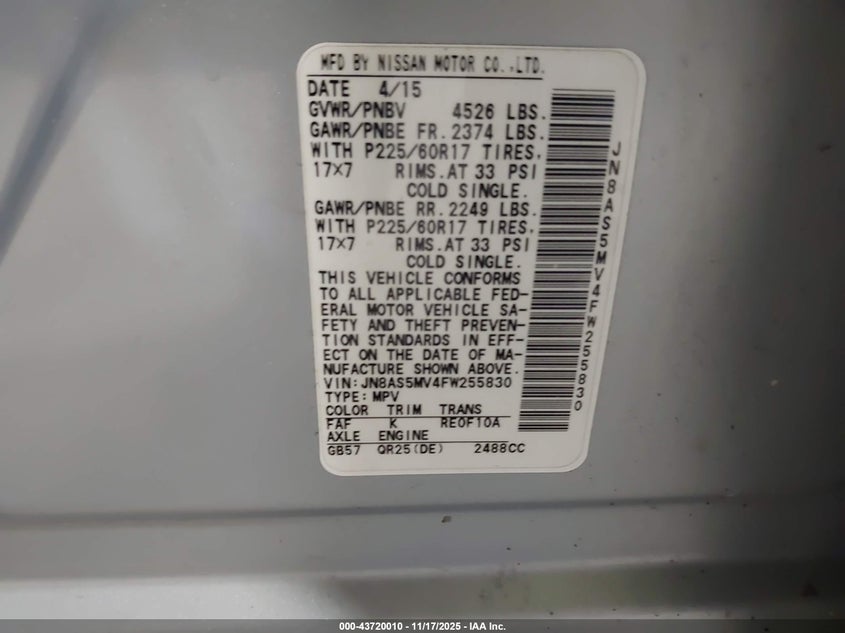 MFD BY NISSAN MOTOR CO.,LTD.
DATE 4/15
GVWR/PNBV 4526 LBS.
GAWR/PNBE FR. 2374 LBS.
WITH P225/60R17 TIRES,
17×7 RIMS.AT 33 PSI
COLD SINGLE.
GAWR/PNBE RR. 2249 LBS.
WITH P225/60R17 TIRES,
17×7 RIMS.AT 33 PSI
COLD SINGLE.
THIS VEHICLE CONFORMS
TO ALL APPLICABLE FED-
ERAL MOTOR VEHICLE SA-
FETY AND THEFT PREVEN-
TION STANDARDS IN EFF-
ECT ON THE DATE OF MA-
NUFACTURE SHOWN ABOVE.
VIN:JN8AS5MV4FW255830
TYPE:MPV
COLOR TRIM TRANS
FAF K RE0F10A
AXLE ENGINE
GB57 QR25(DE) 2488CC
JN8AS5MV4FW255830
000-43720010 - 11/17/2025 - IAA Inc.